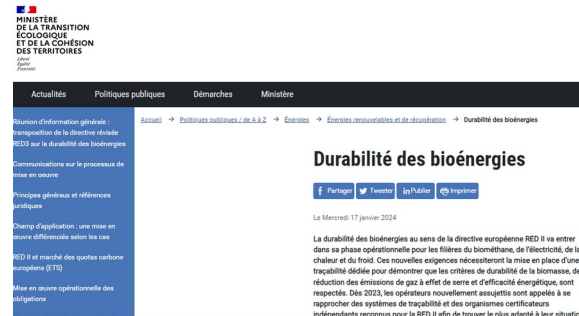 MINISTÈRE
DE LA TRANSITION
ÉCOLOGIQUE
ET DE LA COHÉSION
DES TERRITOIRES
Liberté
Égalité
Fraternité
Actualités Politiques publiques Démarches Ministère
Réunion d'information
générale :
transposition de la directive révisée
RED3 sur la durabilité des bioénergies
Communications sur le processus de
mise en oeuvre
Principes généraux et références
juridiques
Champ d'application : une mise en
œuvre différenciée selon les cas
RED II et marché des quotas carbone
européens (ETS)
Mise en œuvre opérationnelle des
obligations
Accueil → Politiques publiques / de A à Z → Énergies → Énergies renouvelables et de récupération → Durabilité des bioénergies
Durabilité des bioénergies
Partager Tweeter Publier Imprimer
Le Mercredi 17 janvier 2024
La durabilité des bioénergies au sens de la directive européenne RED II va entrer
dans sa phase opérationnelle pour les filières du biométhane, de l'électricité, de la
chaleur et du froid. Ces nouvelles exigences nécessiteront la mise en place d'une
traçabilité dédiée pour démontrer que les critères de durabilité de la biomasse, de
réduction des émissions de gaz à effet de serre et d'efficacité énergétique, sont
respectés. Dès 2023, les opérateurs nouvellement assujettis sont appelés à se
rapprocher des systèmes de traçabilité et des organismes certificateurs
indépendants reconnus pour la RED II afin de trouver le plus adapté à leur situation